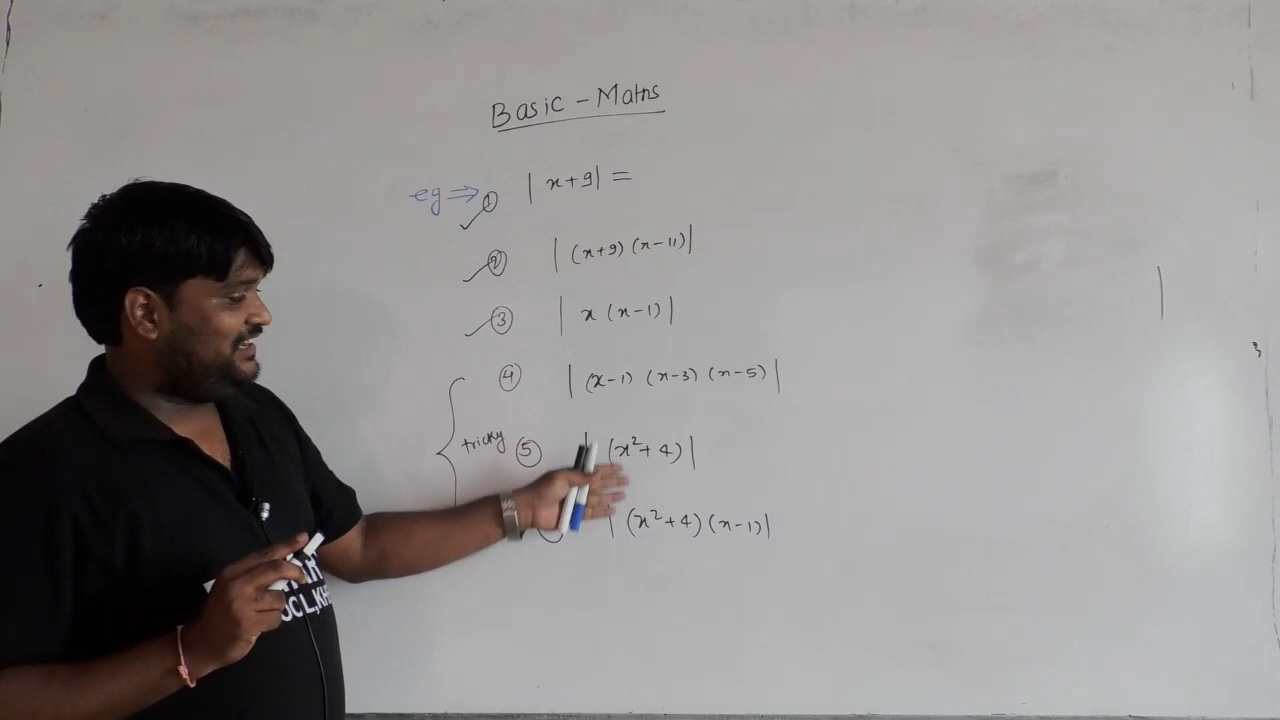 Basic - Maths
eg ⇒ ① |x+9| =
② |(x+9)(x-11)|
③ |x(x-1)|
④ |(x-1)(x-3)(x-5)|
tricky ⑤ |(x²+4)|
|(x²+4)(x-1)|